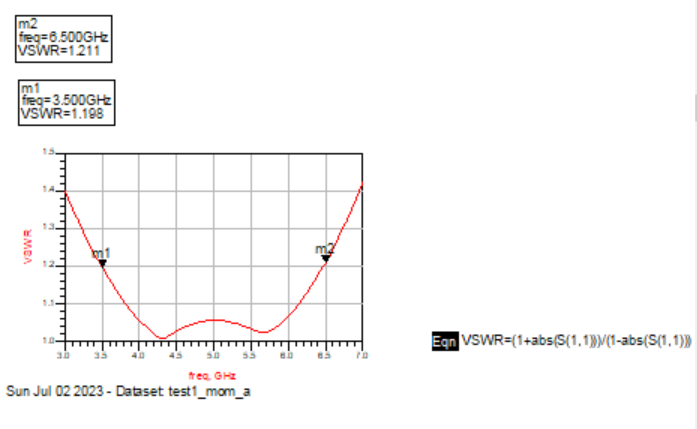 m2
freq=6.500GHz
VSWR=1.211
m1
freq=3.500GHz
VSWR=1.198
1.5
1.4
1.3
1.2
1.1
1.0
VSWR
m1
m2
3.0 3.5 4.0 4.5 5.0 5.5 6.0 6.5 7.0
freq, GHz
Eqn VSWR=(1+abs(S(1,1)))/(1-abs(S(1,1)))
Sun Jul 02 2023 - Dataset: test1_mom_a